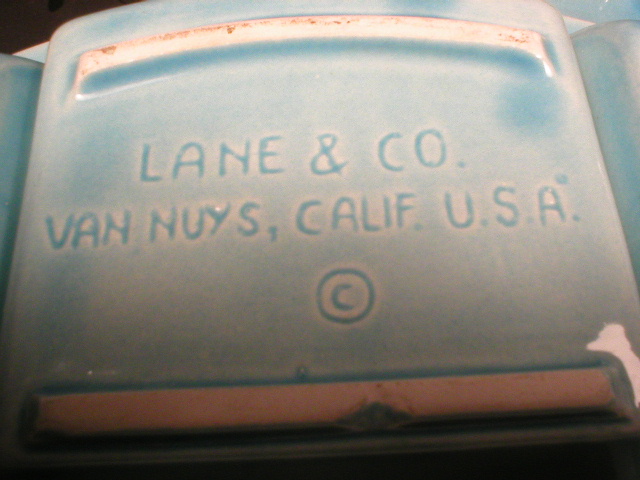 LANE & CO.
VAN NUYS, CALIF. U.S.A.
©